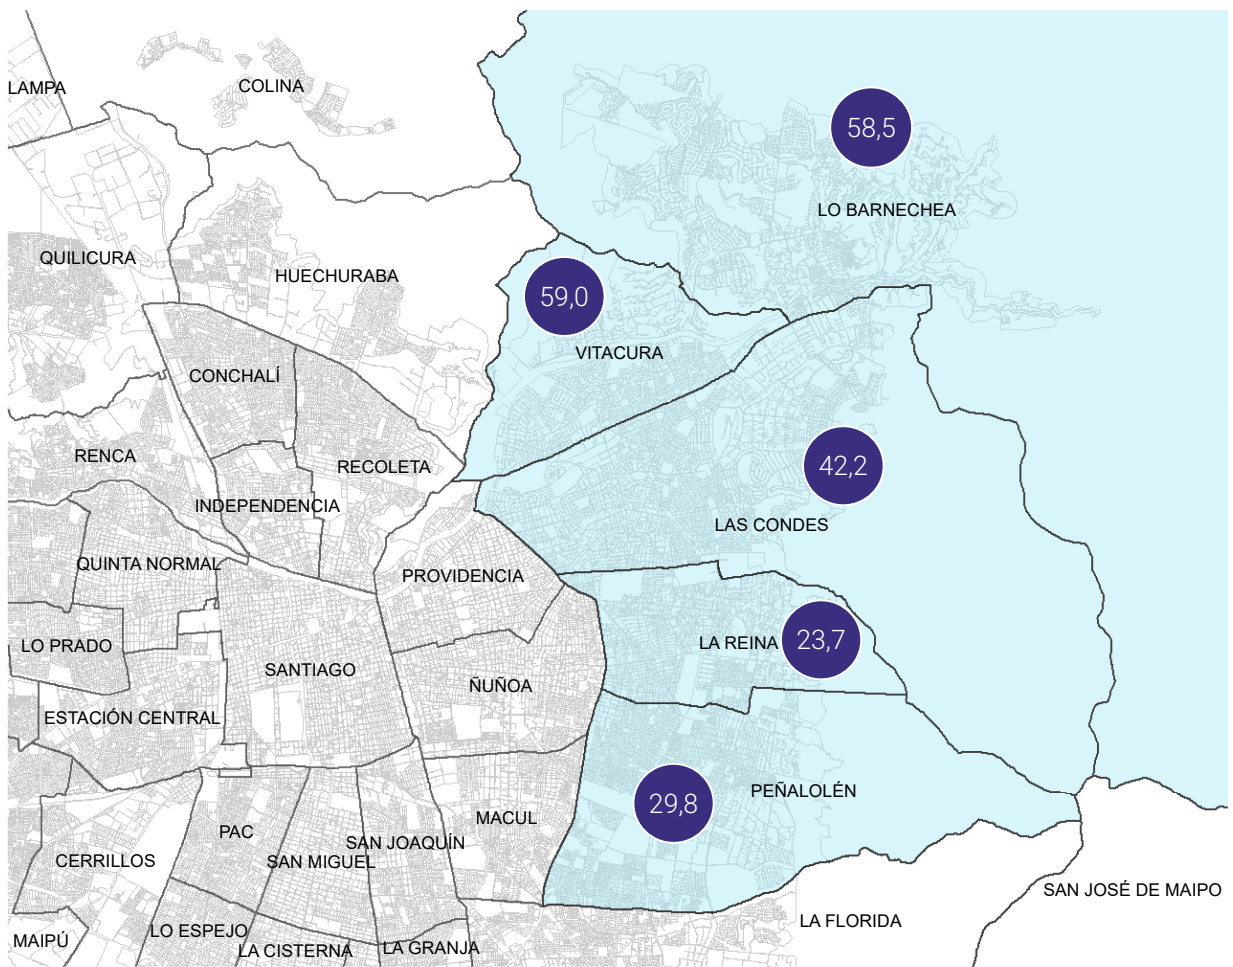 LAMPA
COLINA
58,5
LO BARNECHEA
QUILICURA
HUECHURABA
59,0
VITACURA
CONCHALÍ
RENCA
RECOLETA
42,2
INDEPENDENCIA
LAS CONDES
QUINTA NORMAL
PROVIDENCIA
LO PRADO
LA REINA
23,7
SANTIAGO
ÑUÑOA
ESTACIÓN CENTRAL
PEÑALOLÉN
29,8
MACUL
PAC
SAN JOAQUÍN
CERRILLOS
SAN MIGUEL
SAN JOSÉ DE MAIPO
LA FLORIDA
LO ESPEJO
MAIPÚ
LA CISTERNA
LA GRANJA